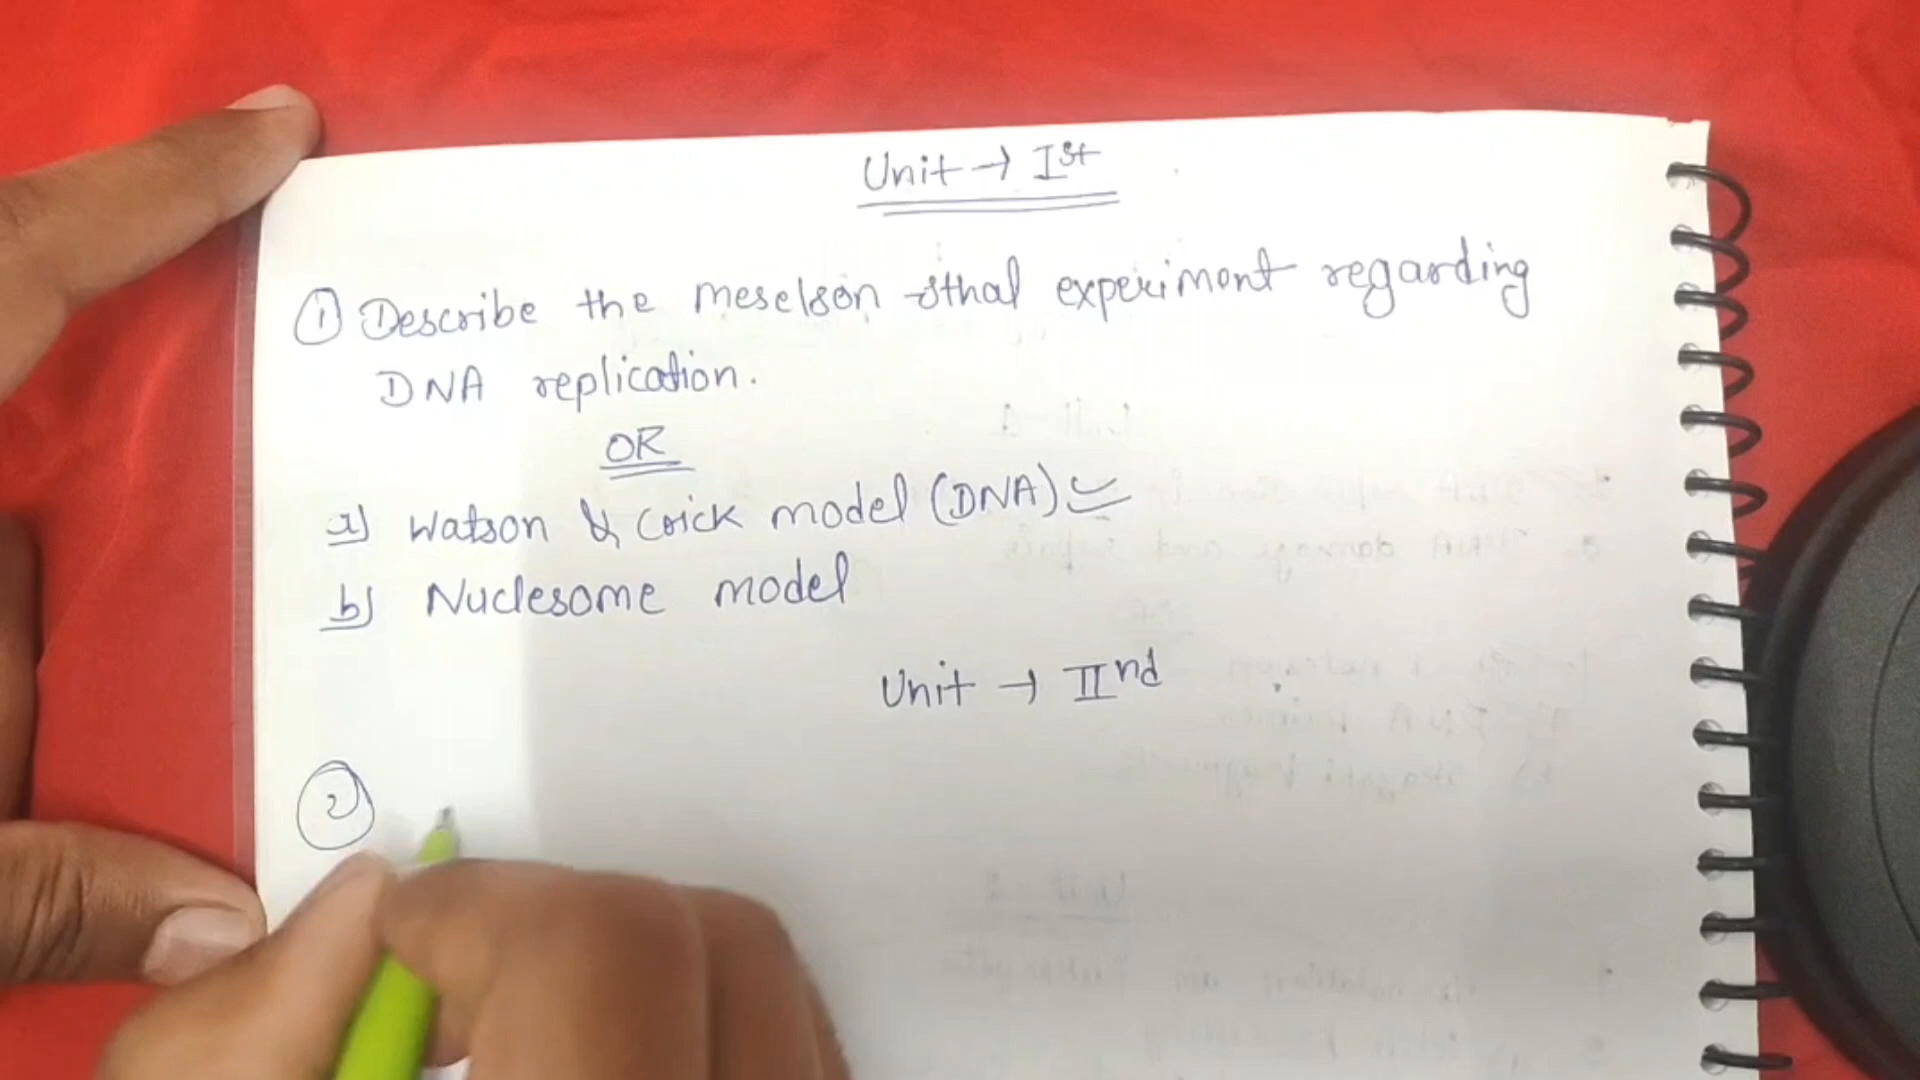 Unit → Ist
① Describe the meselson sthal experiment regarding
DNA replication.
OR
a) Watson & Crick model (DNA)
b) Nuclesome model
Unit → IInd
②